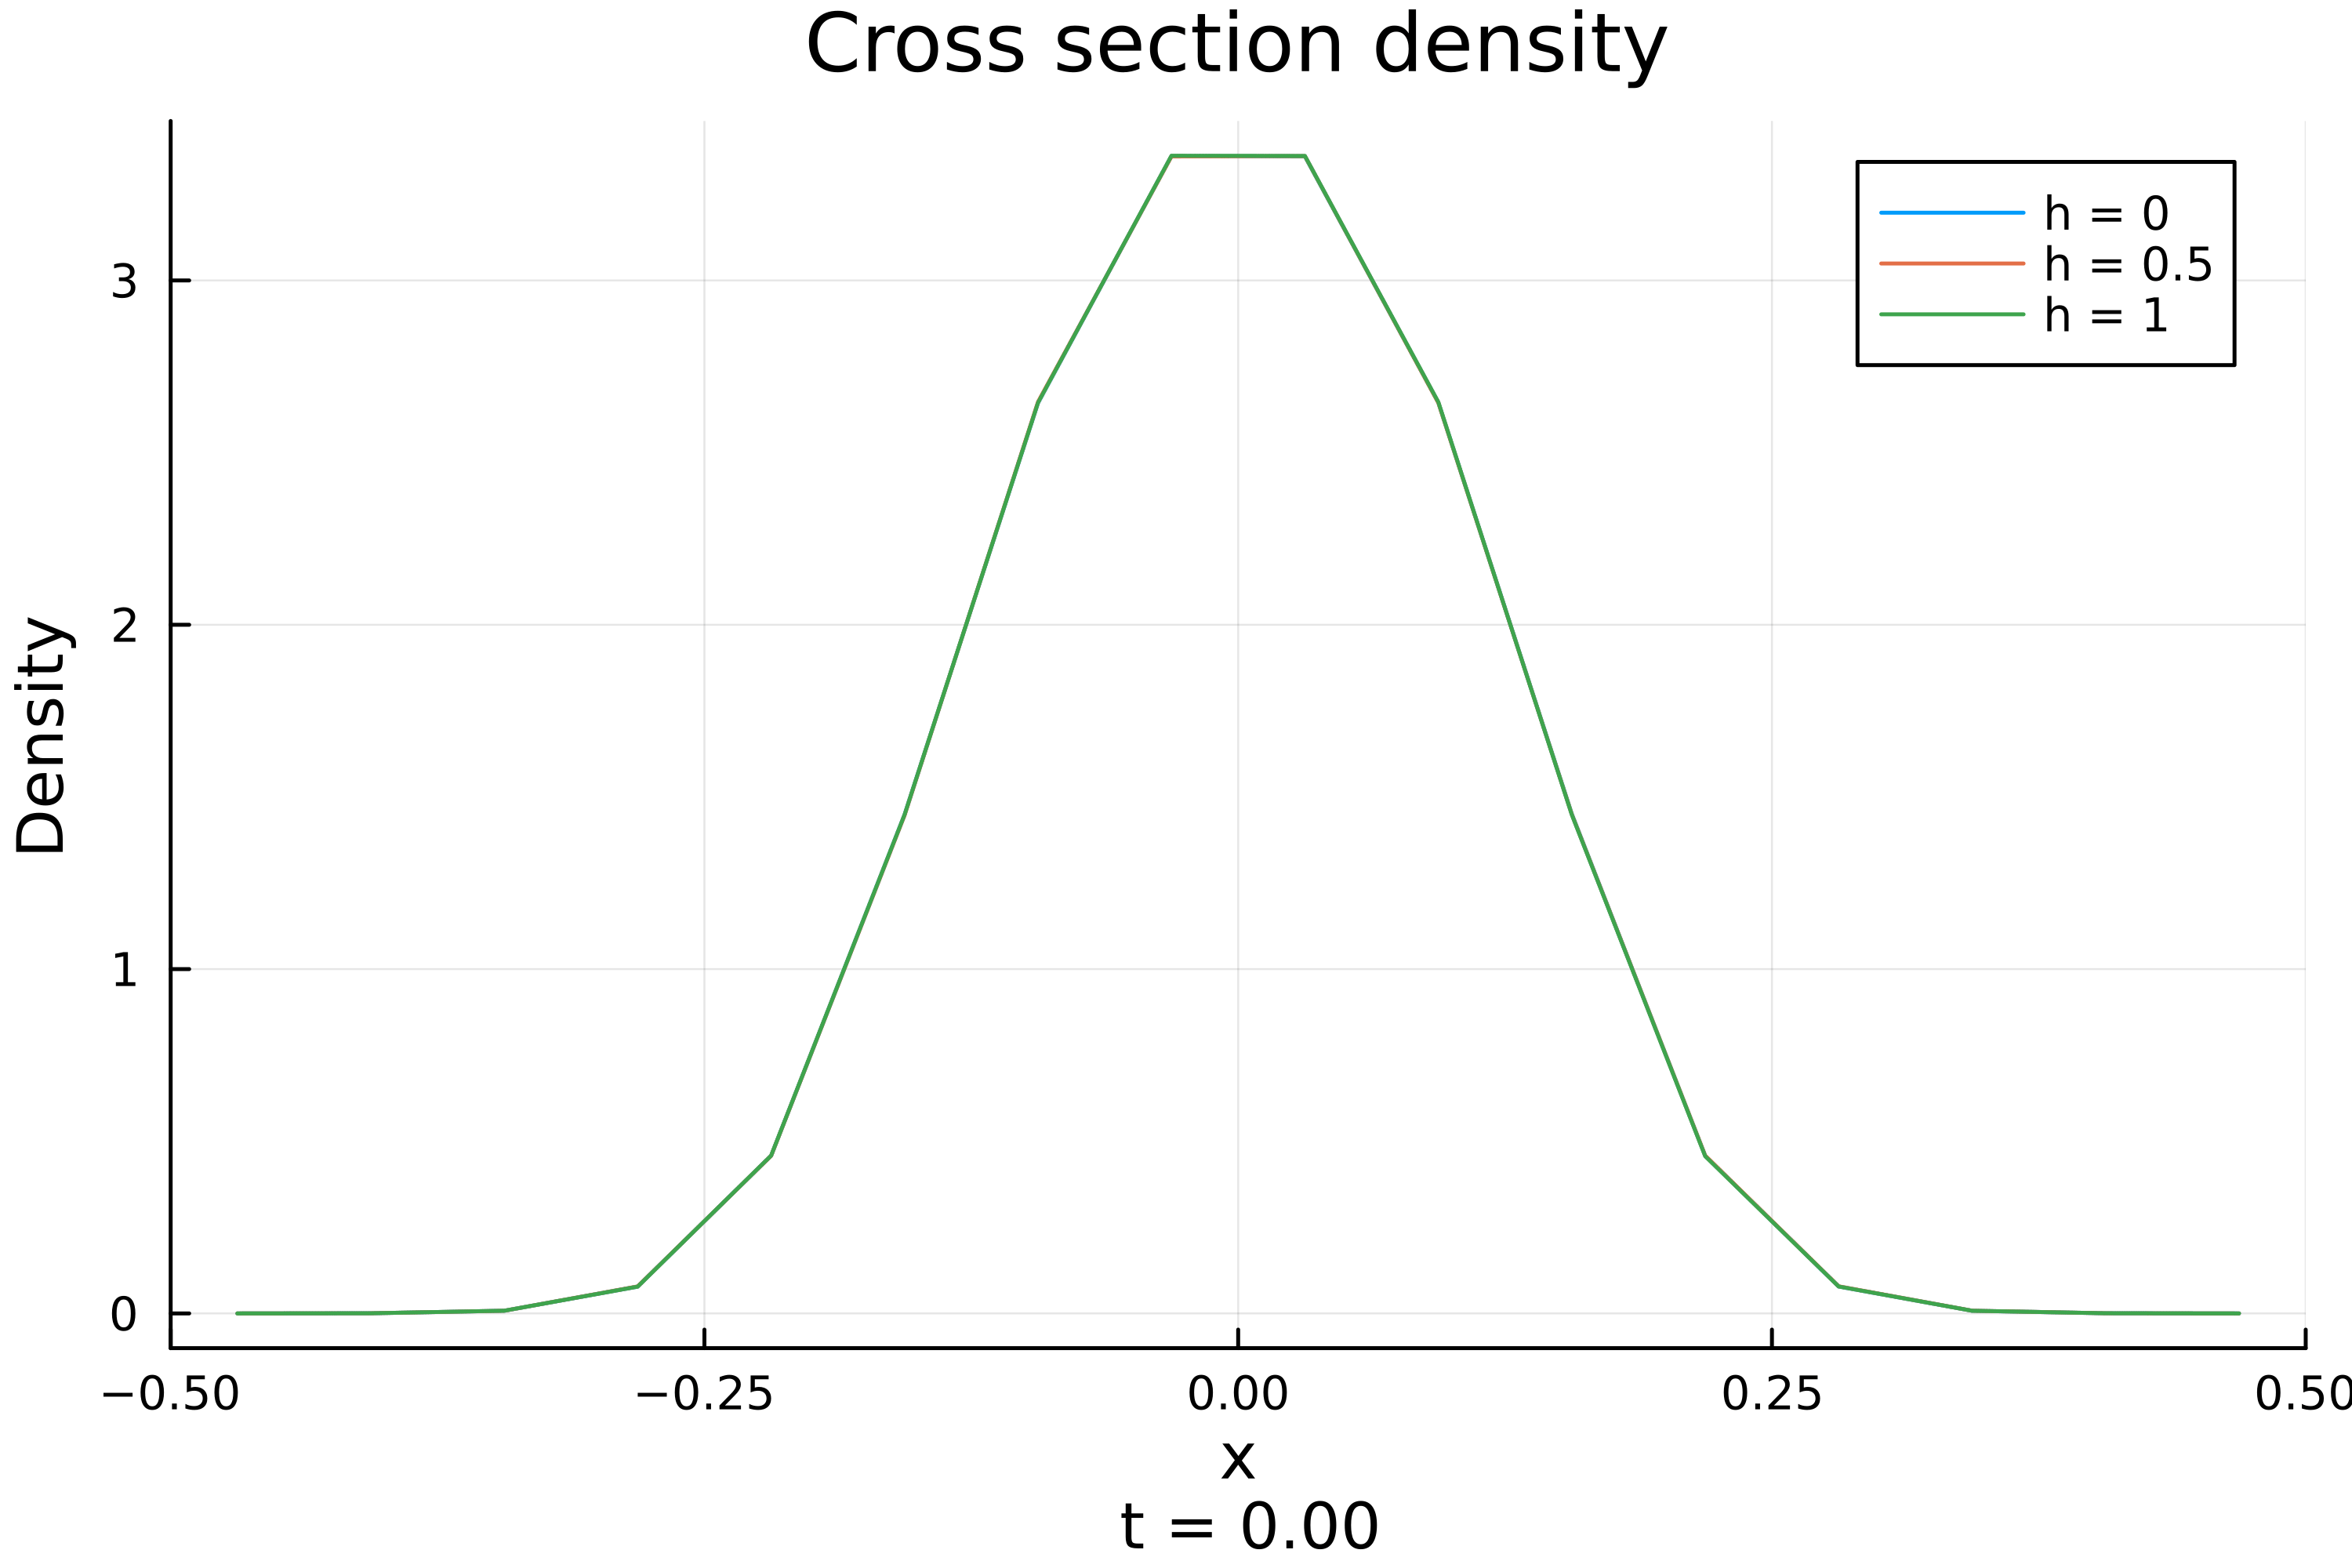 Cross section density
h = 0
h = 0.5
h = 1
3
2
1
0
Density
−0.50 −0.25 0.00 0.25 0.50
x
t = 0.00